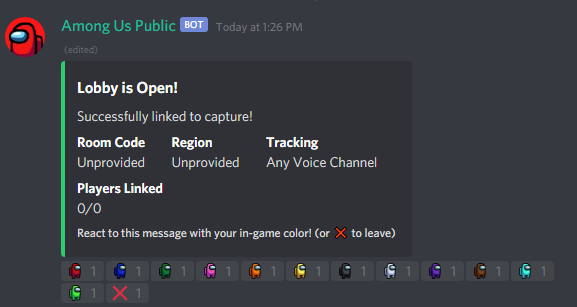 Among Us Public BOT Today at 1:26 PM
(edited)
Lobby is Open!
Successfully linked to capture!
Room Code Region Tracking
Unprovided Unprovided Any Voice Channel
Players Linked
0/0
React to this message with your in-game color! (or ❌ to leave)
1 1 1 1 1 1 1 1 1 1 1
1 1